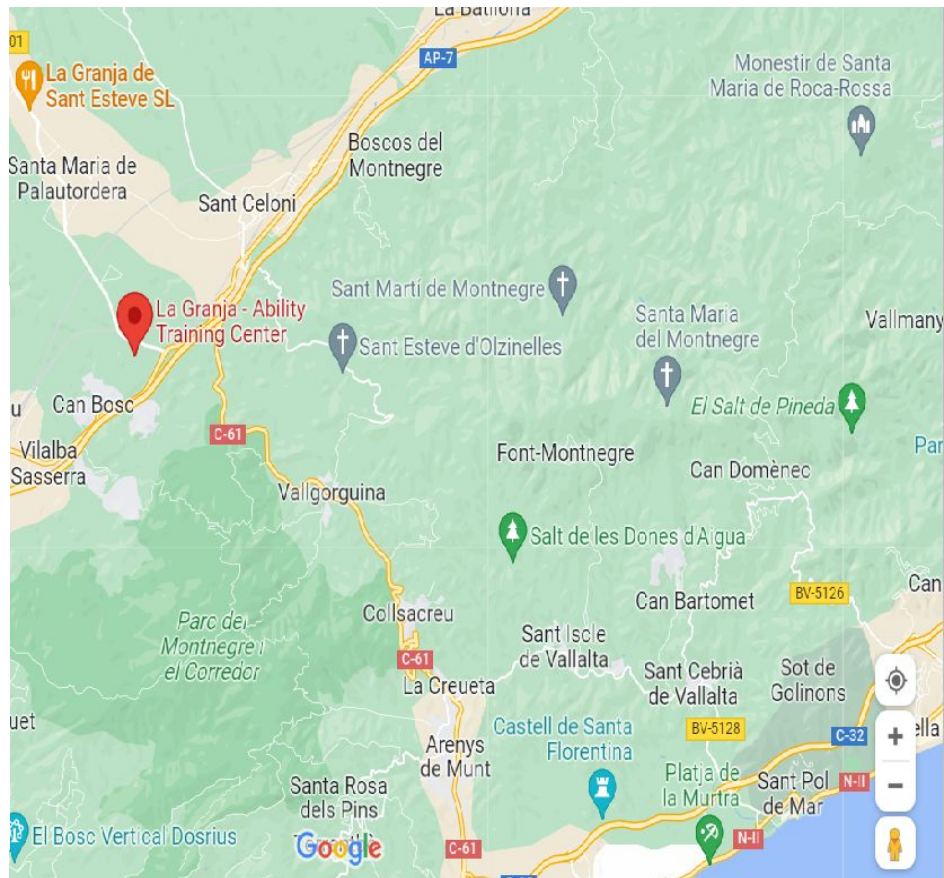 La Batllòria
01
AP-7
La Granja de
Sant Esteve SL
Monestir de Santa
Maria de Roca-Rossa
Boscos del
Montnegre
Santa Maria de
Palautordera
Sant Celoni
Sant Martí de Montnegre
La Granja - Ability
Training Center
Santa Maria
del Montnegre
Vallmany
Sant Esteve d'Olzinelles
Can Bosc
u
El Salt de Pineda
C-61
Vilalba
Sasserra
Font-Montnegre
Par
Can Domènec
Vallgorguina
Salt de les Dones d'Aigua
Can
BV-5126
Can Bartomet
Collsacreu
Parc del
Montnegre i
el Corredor
Sant Iscle
de Vallalta
C-61
Sant Cebrià
de Vallalta
Sot de
Golinons
La Creueta
uet
Castell de Santa
Florentina
BV-5128
C-32
ella
Arenys
de Munt
Platja de
la Murtra
Sant Pol
de Mar
N-II
Santa Rosa
dels Pins
El Bosc Vertical Dosrius
Google
C-61
N-II